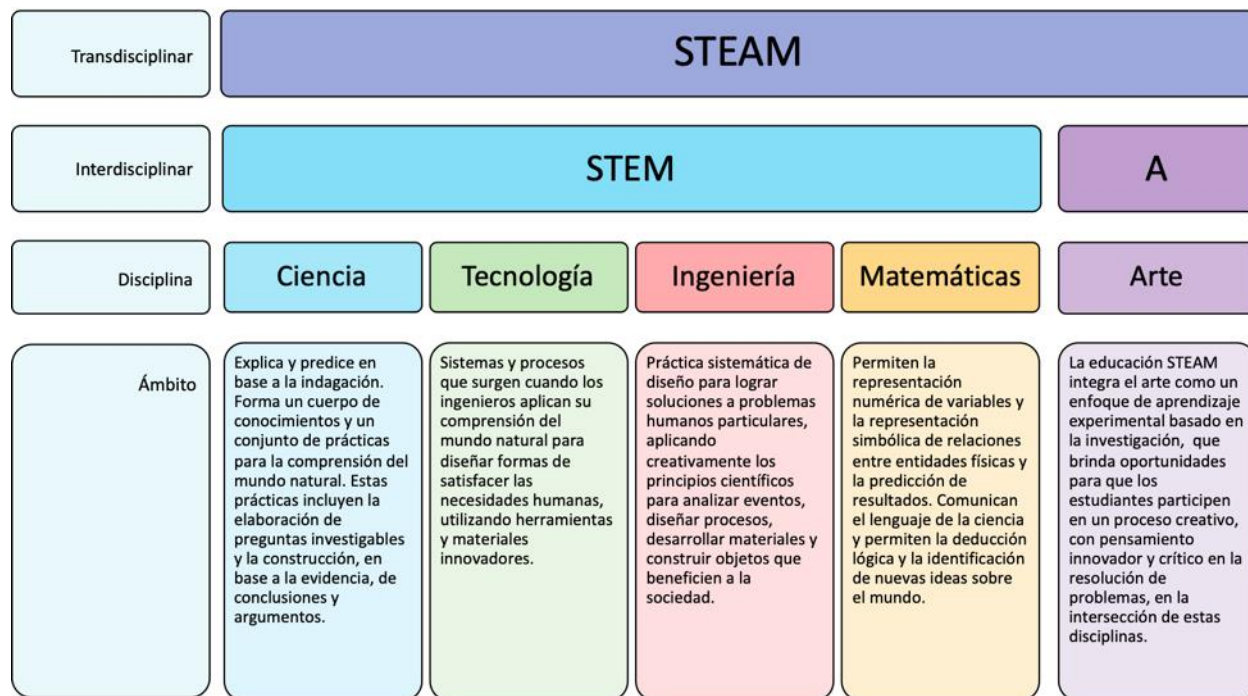 Transdisciplinar
STEAM
Interdisciplinar
STEM
A
Disciplina
Ciencia
Tecnología
Ingeniería
Matemáticas
Arte
Ámbito
Explica y predice en
base a la indagación.
Forma un cuerpo de
conocimientos y un
conjunto de prácticas
para la comprensión del
mundo natural. Estas
prácticas incluyen la
elaboración de
preguntas investigables
y la construcción, en
base a la evidencia, de
conclusiones y
argumentos.
Sistemas y procesos
que surgen cuando los
ingenieros aplican su
comprensión del
mundo natural para
diseñar formas de
satisfacer las
necesidades humanas,
utilizando herramientas
y materiales
innovadores.
Práctica sistemática de
diseño para lograr
soluciones a problemas
humanos particulares,
aplicando
creativamente los
principios científicos
para analizar eventos,
diseñar procesos,
desarrollar materiales y
construir objetos que
beneficien a la
sociedad.
Permiten la
representación
numérica de variables y
la representación
simbólica de relaciones
entre entidades físicas y
la predicción de
resultados. Comunican
el lenguaje de la ciencia
y permiten la deducción
lógica y la identificación
de nuevas ideas sobre
el mundo.
La educación STEAM
integra el arte como un
enfoque de aprendizaje
experimental basado en
la investigación, que
brinda oportunidades
para que los
estudiantes participen
en un proceso creativo,
con pensamiento
innovador y crítico en la
resolución de
problemas, en la
intersección de estas
disciplinas.